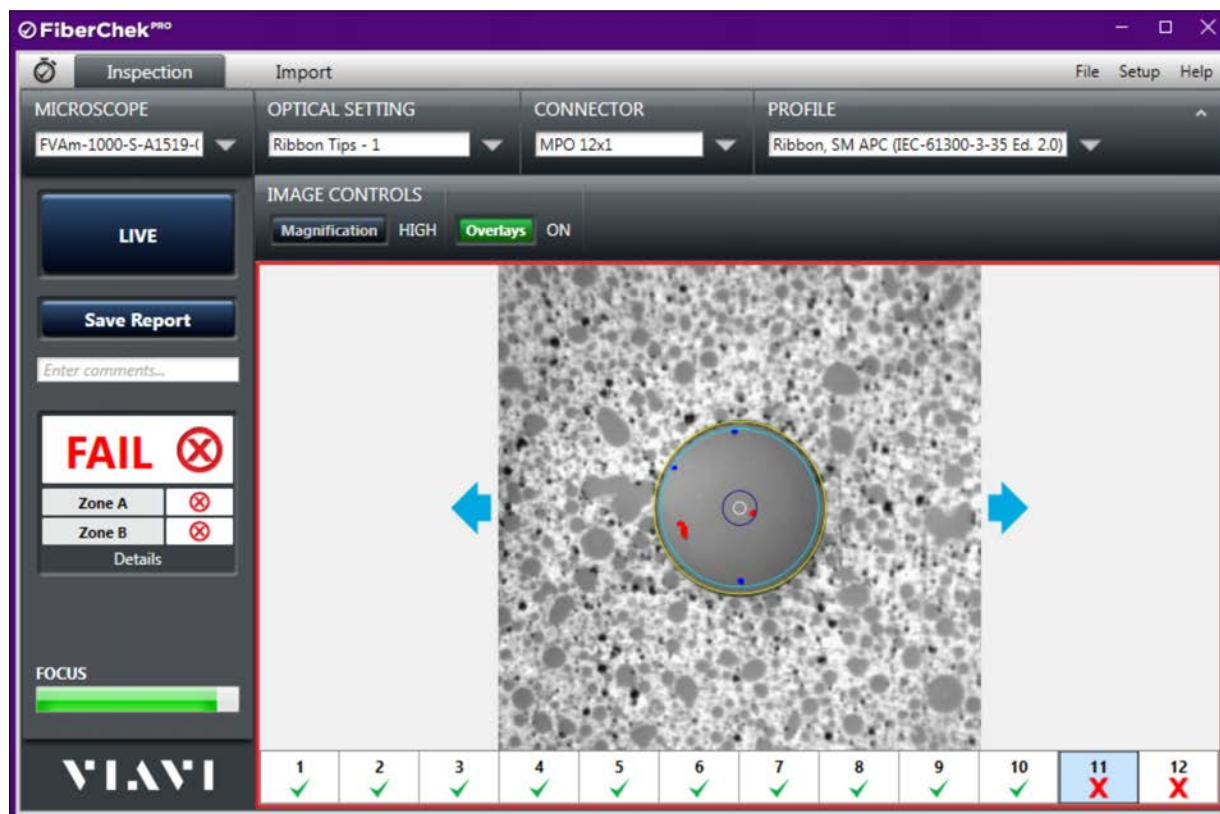 FiberChek PRO
Inspection Import File Setup Help
MICROSCOPE OPTICAL SETTING CONNECTOR PROFILE
FVAm-1000-S-A1519-( Ribbon Tips - 1 MPO 12x1 Ribbon, SM APC (IEC-61300-3-35 Ed. 2.0)
IMAGE CONTROLS
Magnification HIGH Overlays ON
LIVE
Save Report
Enter comments...
FAIL
Zone A
Zone B
Details
FOCUS
VIAVI
1 2 3 4 5 6 7 8 9 10 11 12